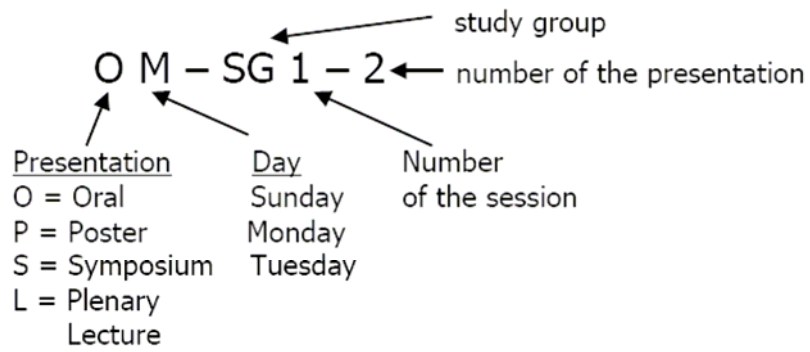 study group
O M – SG 1 – 2 number of the presentation
Presentation Day Number
O = Oral Sunday of the session
P = Poster Monday
S = Symposium Tuesday
L = Plenary
Lecture